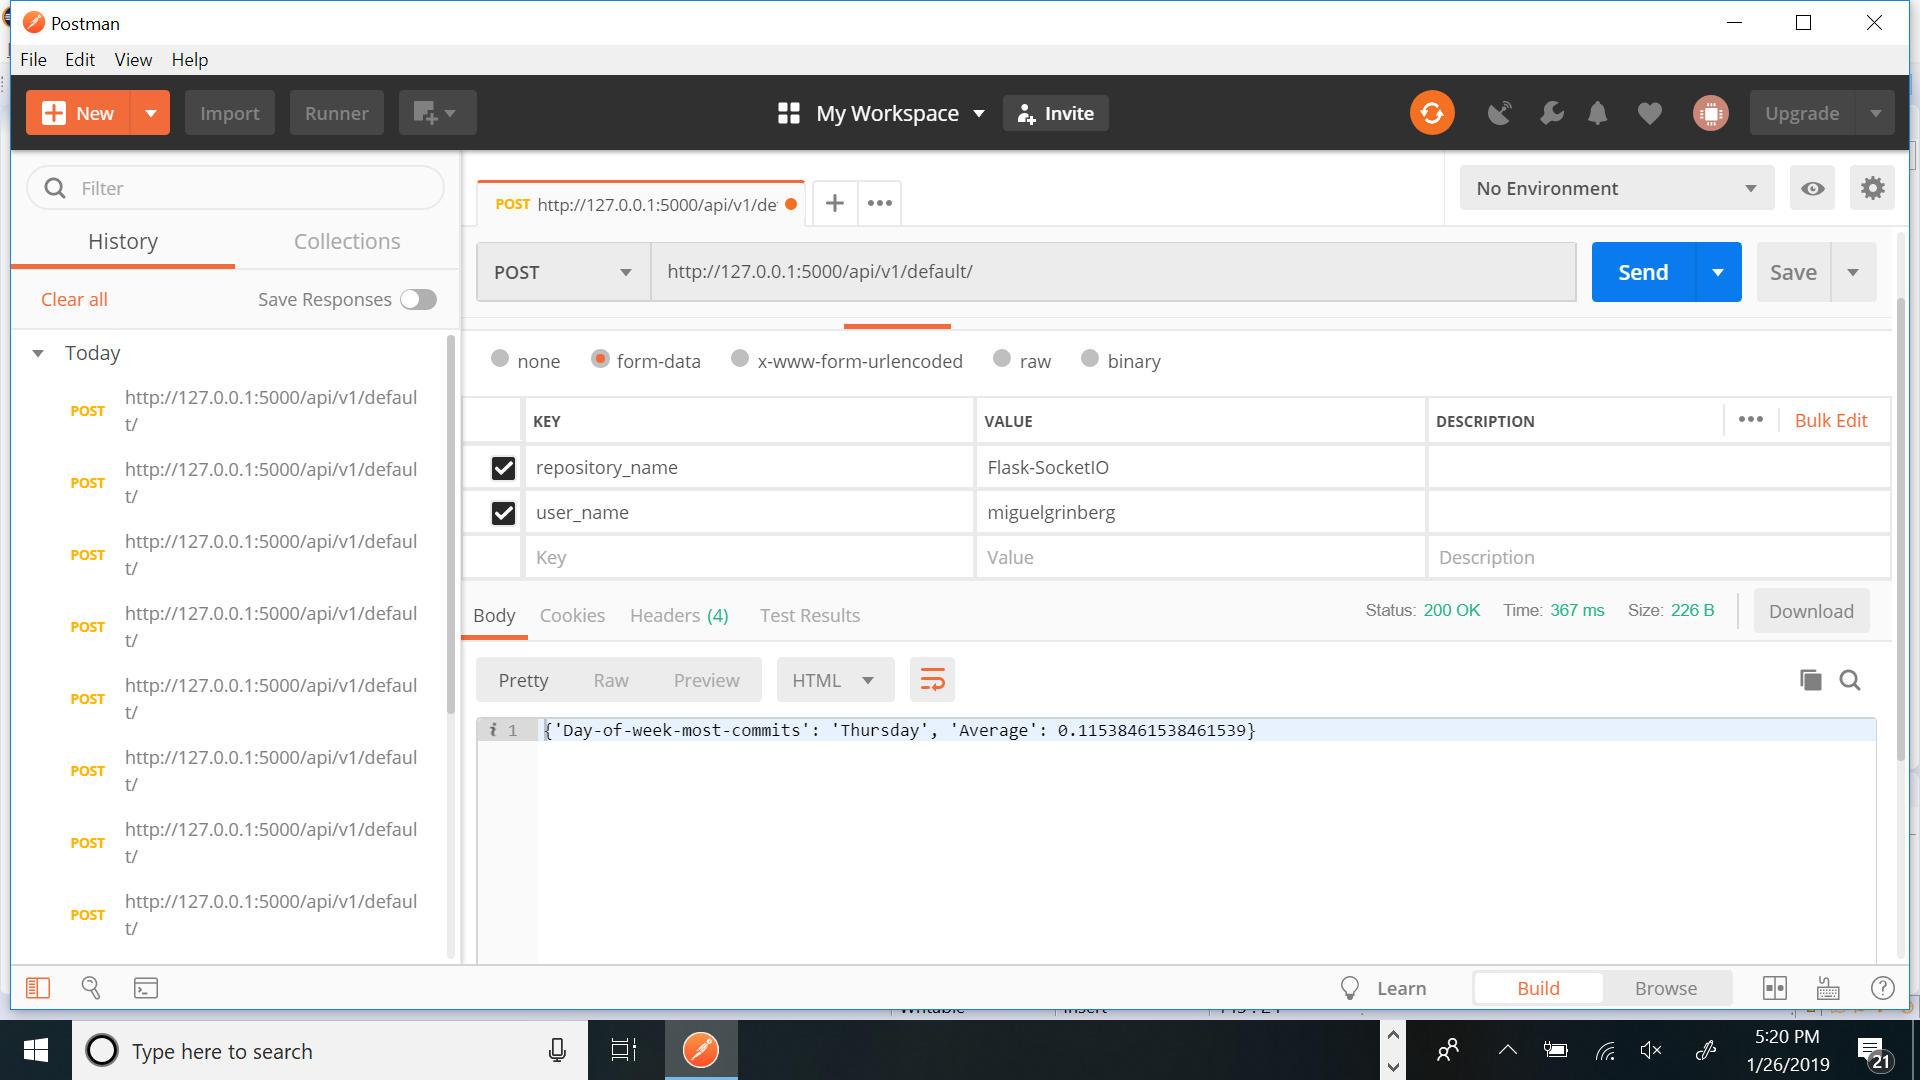 Postman
File Edit View Help
New Import Runner My Workspace Invite Upgrade
Filter
History Collections
Clear all Save Responses
Today
POST http://127.0.0.1:5000/api/v1/defaul
t/
POST http://127.0.0.1:5000/api/v1/defaul
t/
POST http://127.0.0.1:5000/api/v1/defaul
t/
POST http://127.0.0.1:5000/api/v1/defaul
t/
POST http://127.0.0.1:5000/api/v1/defaul
t/
POST http://127.0.0.1:5000/api/v1/defaul
t/
POST http://127.0.0.1:5000/api/v1/defaul
t/
POST http://127.0.0.1:5000/api/v1/defaul
t/
POST http://127.0.0.1:5000/api/v1/de
No Environment
POST http://127.0.0.1:5000/api/v1/default/ Send Save
none form-data x-www-form-urlencoded raw binary
KEY VALUE DESCRIPTION Bulk Edit
repository_name Flask-SocketIO
user_name miguelgrinberg
Key Value Description
Body Cookies Headers (4) Test Results Status: 200 OK Time: 367 ms Size: 226 B Download
Pretty Raw Preview HTML
i 1 {'Day-of-week-most-commits': 'Thursday', 'Average': 0.11538461538461539}
Learn Build Browse
Type here to search
5:20 PM
1/26/2019
21